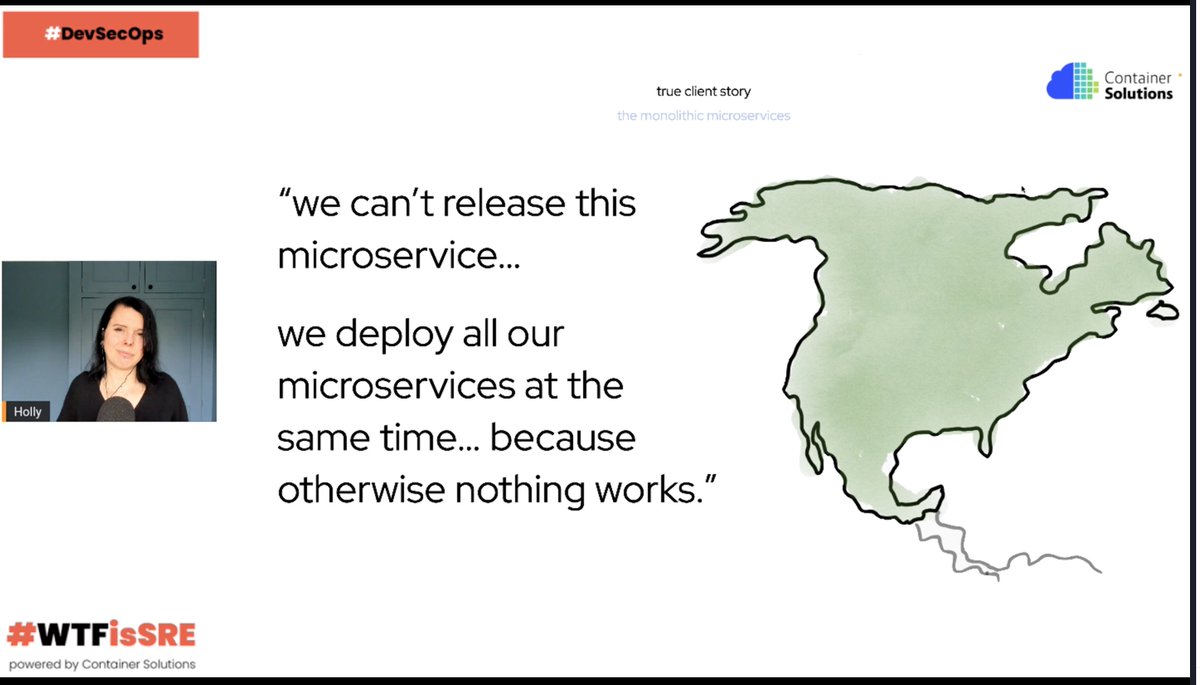 #DevSecOps
true client story
the monolithic microservices
Container
Solutions
“we can’t release this
microservice...
we deploy all our
microservices at the
same time... because
otherwise nothing works.”
Holly
#WTFisSRE
powered by Container Solutions